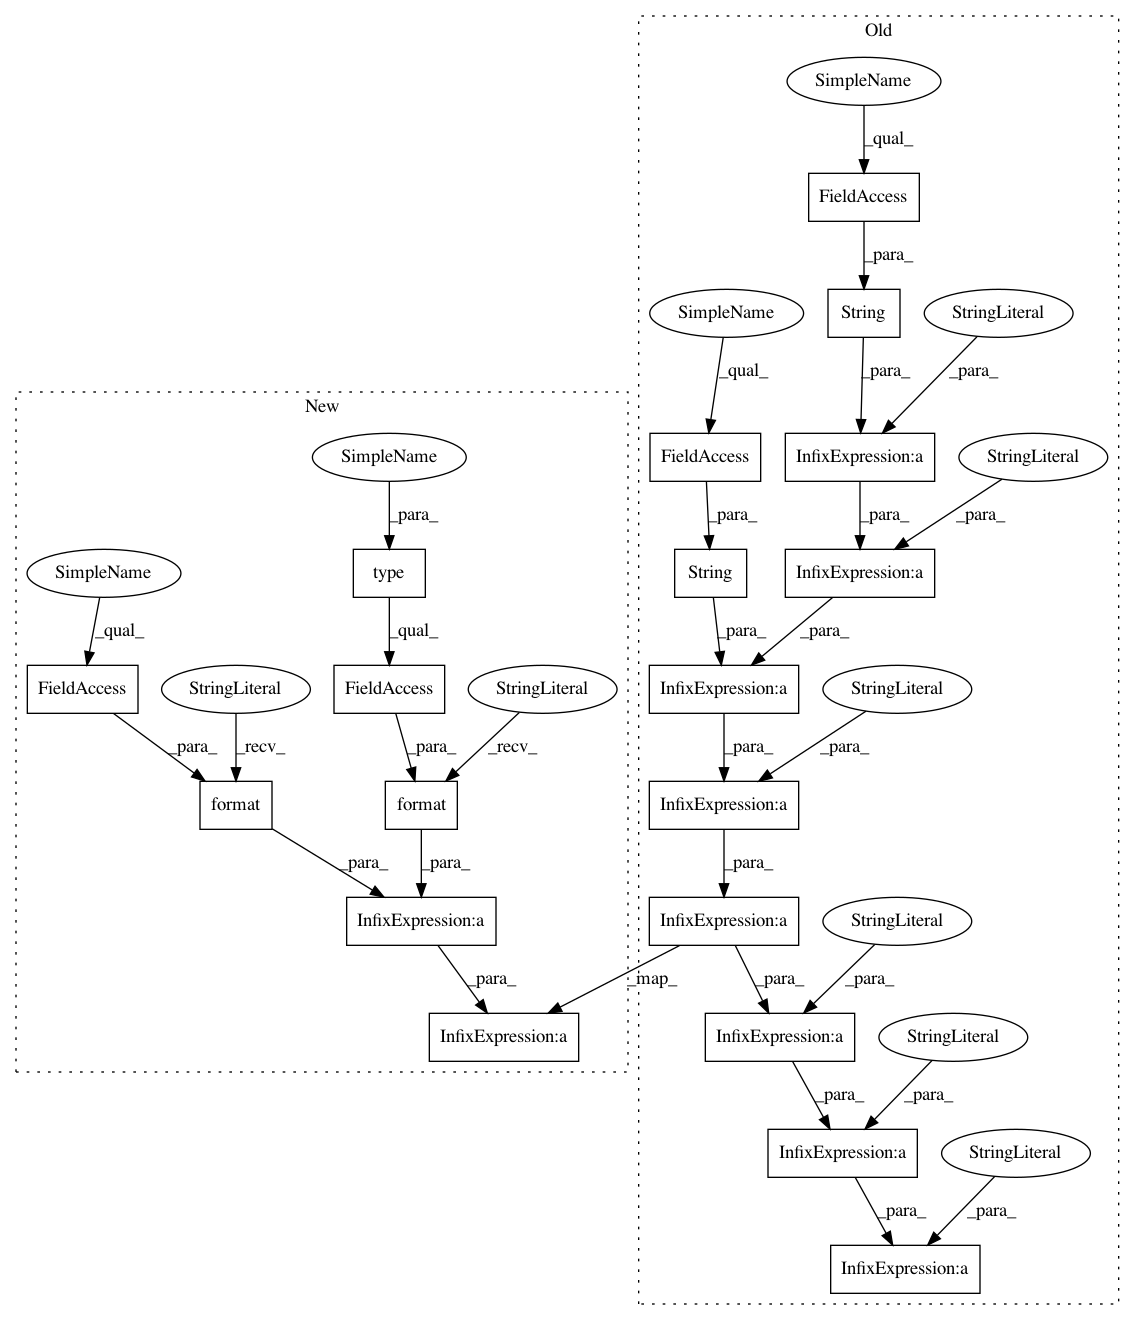 Old
SimpleName
_qual_
FieldAccess
_para_
SimpleName
String
StringLiteral
_qual_
_para_
_para_
New
SimpleName
FieldAccess
InfixExpression:a
StringLiteral
_para_
_para_
_para_
_para_
SimpleName
type
String
InfixExpression:a
_qual_
_qual_
_para_
_para_
FieldAccess
StringLiteral
FieldAccess
StringLiteral
InfixExpression:a
StringLiteral
_para_
_recv_
_para_
_recv_
_para_
_para_
format
format
InfixExpression:a
_para_
_para_
_para_
InfixExpression:a
InfixExpression:a
StringLiteral
_para_
_map_
_para_
_para_
InfixExpression:a
InfixExpression:a
StringLiteral
_para_
_para_
InfixExpression:a
StringLiteral
_para_
_para_
InfixExpression:a